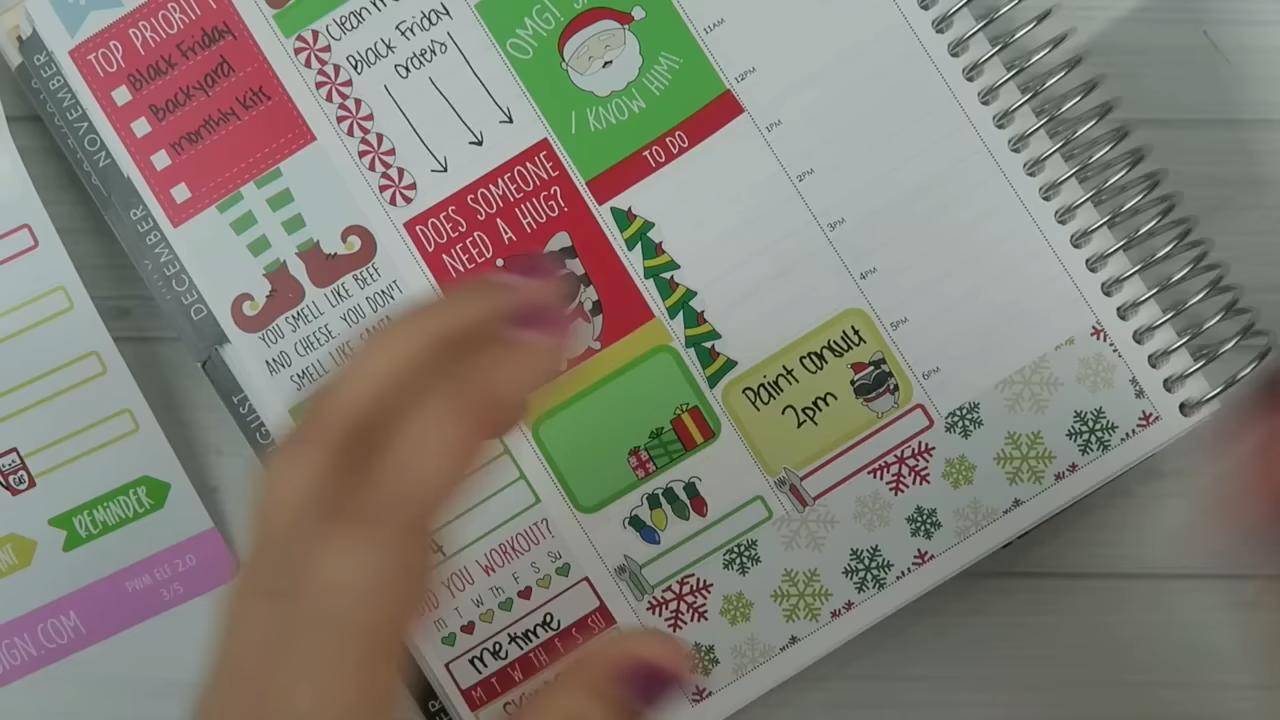 NOVEMBER
DECEMBER
TOP PRIORIT
Black Friday
Backyard
monthly kits
YOU SMELL LIKE BEEF
AND CHEESE. YOU DON'T
SMELL LIKE SANTA
Clean
Black Friday
orders
DOES SOMEONE
NEED A HUG?
OMG!
I KNOW HIM!
TO DO
11AM
12PM
1PM
2PM
3PM
4PM
5PM
6PM
Paint consult
2pm
YOU WORKOUT?
M T W Th F S Su
me time
M T W TH F S SU
GAS
REMINDER
PWM ELF 2.0
3/5
IGN.COM